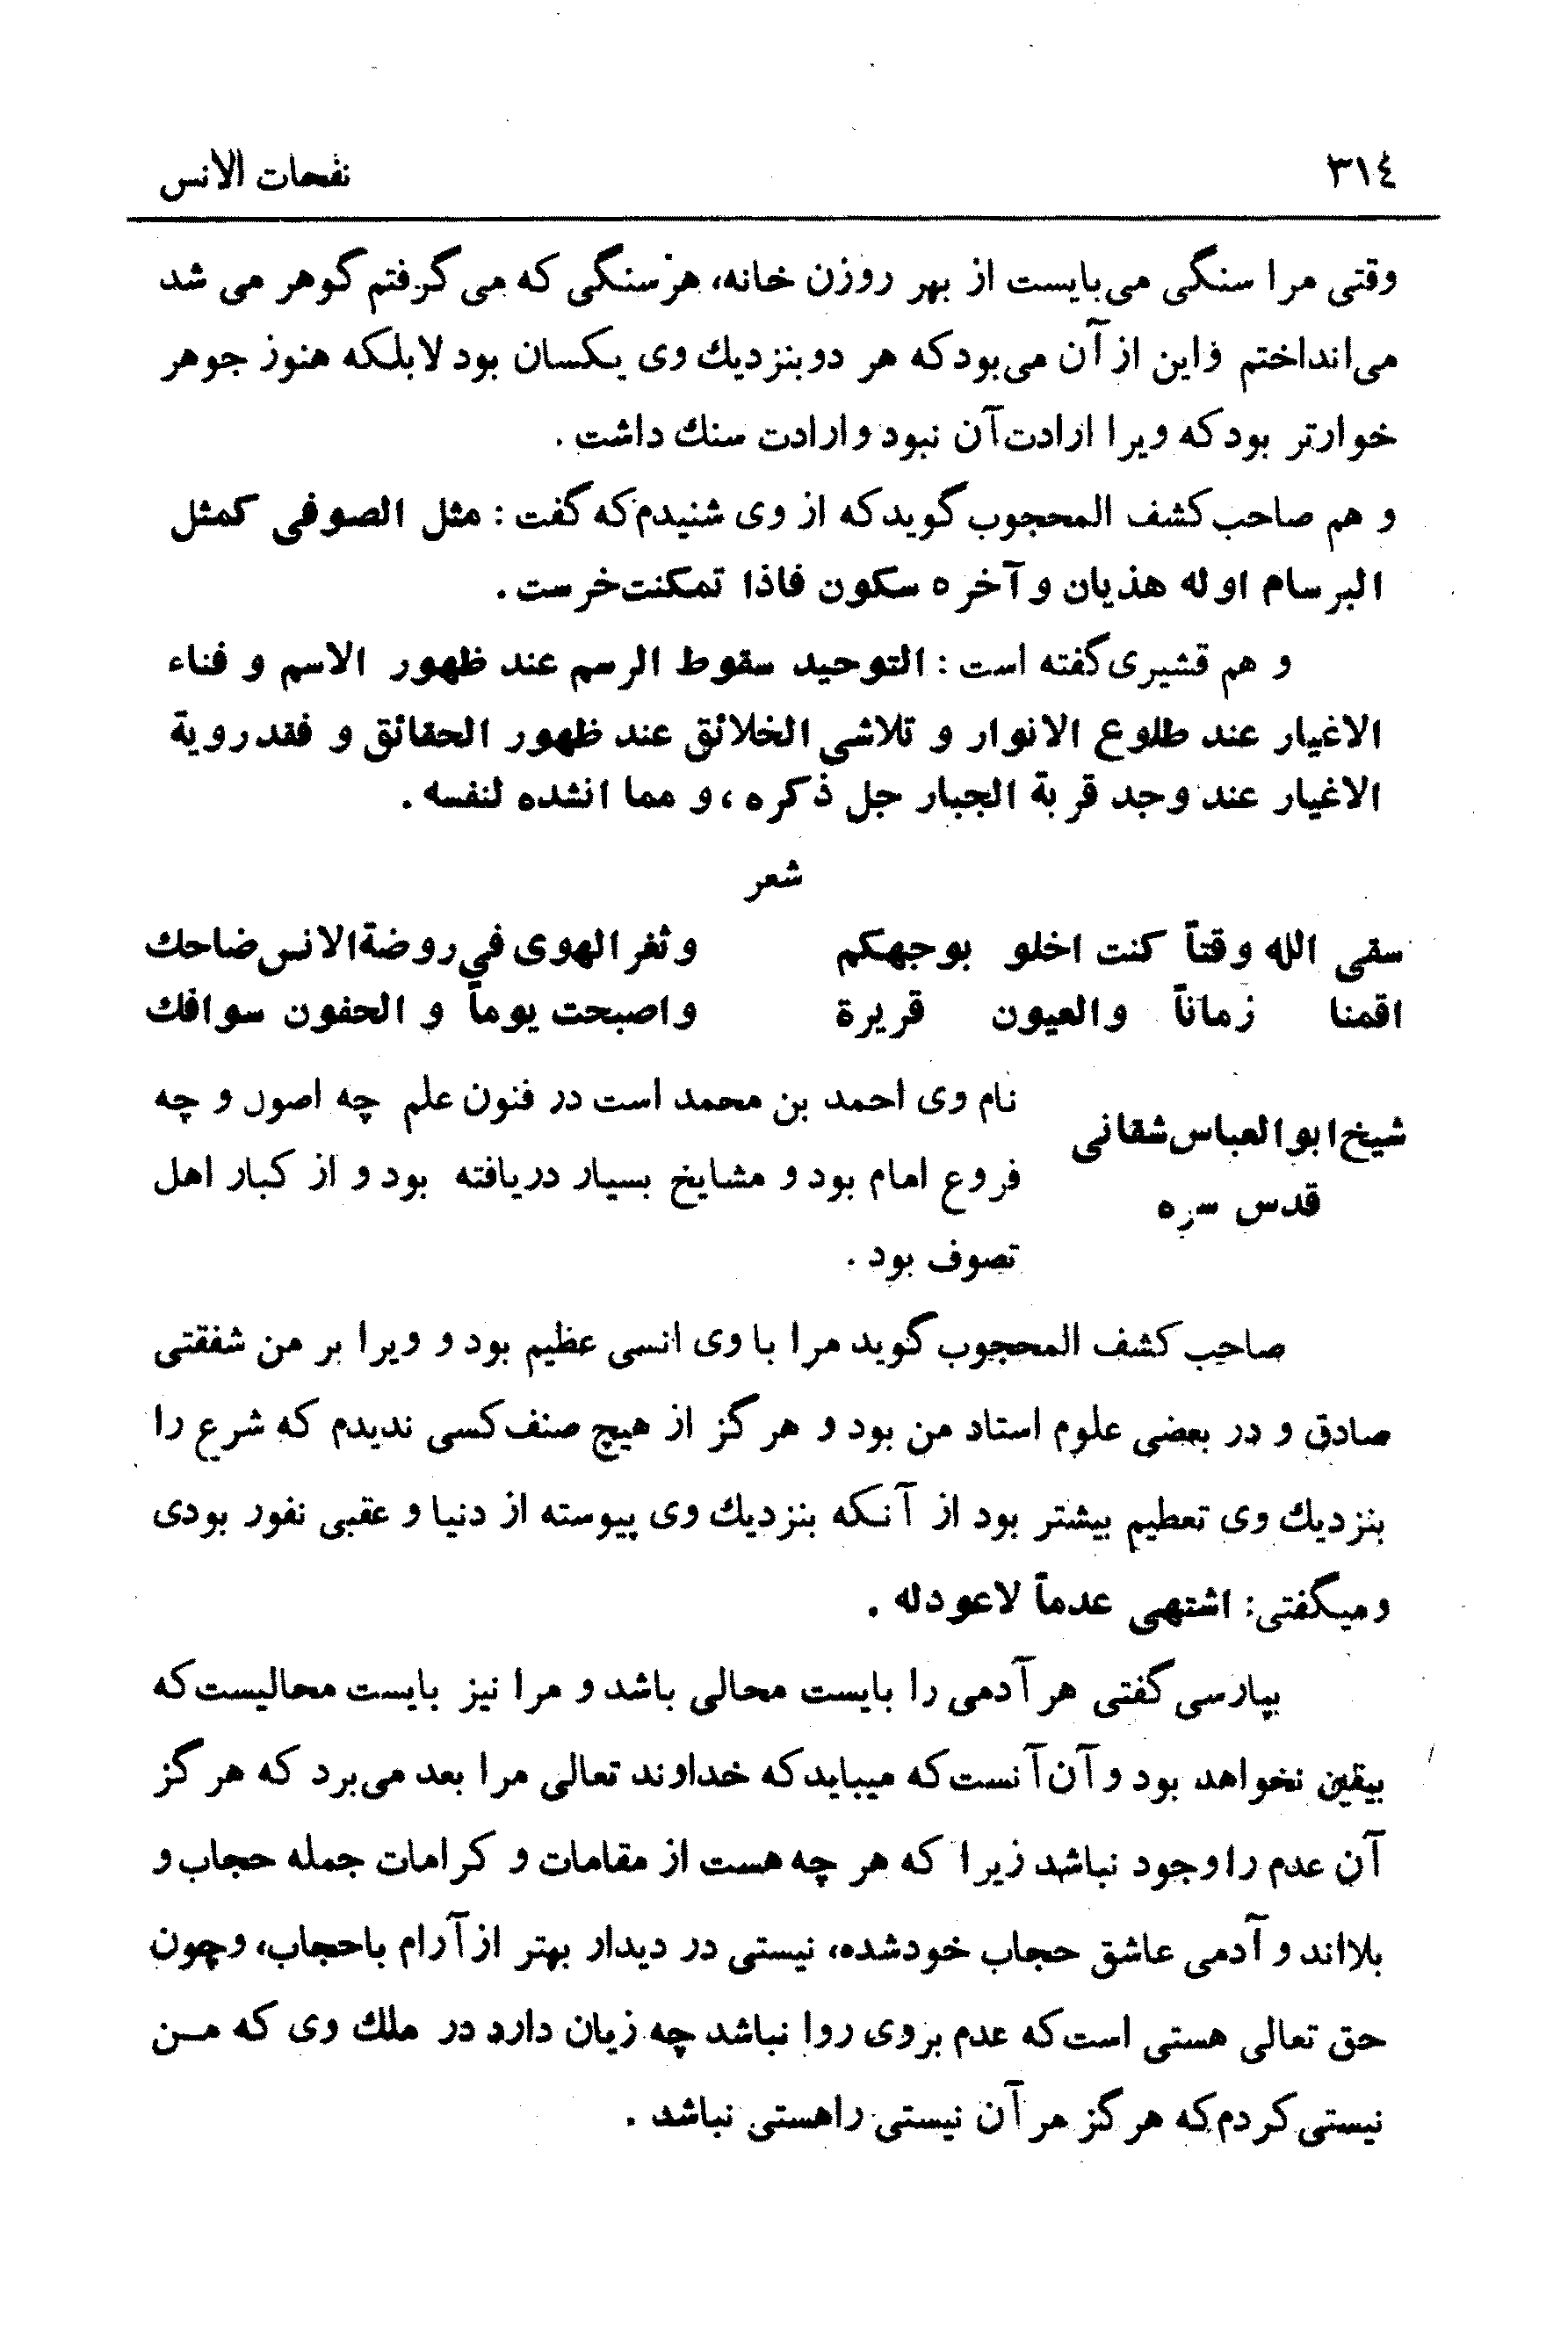 ٣١٤ نفحات الانس
وقتی مرا سنگی می‌بایست از بهر روزن خانه، هر سنگی که می گرفتم گوهر می شد
می‌انداختم واین از آن می‌بود که هر دو بنزدیك وی یکسان بود لابلکه هنوز جوهر
خوارتر بود که ویرا ارادت آن نبود و ارادت سنك داشت .
و هم صاحب کشف المحجوب گوید که از وی شنیدم که گفت : مثل الصوفی کمثل
البرسام اوله هذیان و آخره سکون فاذا تمکنت خرست .
و هم قشیری گفته است : التوحید سقوط الرسم عند ظهور الاسم و فناء
الاغیار عند طلوع الانوار و تلاشی الخلائق عند ظهور الحقائق و فقد رویة
الاغیار عند وجد قربة الجبار جل ذکره ، و مما انشده لنفسه .
شعر
سقی الله وقتاً کنت اخلو بوجهکم وثغر الهوی في روضة الانس ضاحك
اقمنا زماناً والعیون قریرة واصبحت یوماً و الحفون سوافك
شیخ ابوالعباس شقانی نام وی احمد بن محمد است در فنون علم چه اصول و چه
قدس سره فروع امام بود و مشایخ بسیار دریافته بود و از کبار اهل
تصوف بود .
صاحب کشف المحجوب گوید مرا با وی انسی عظیم بود و ویرا بر من شفقتی
صادق و در بعضی علوم استاد من بود و هرگز از هیچ صنف کسی ندیدم که شرع را
بنزدیك وی تعطیم بیشتر بود از آنکه بنزدیك وی پیوسته از دنیا و عقبی نفور بودی
ومیگفتی: اشتهی عدماً لاعودله .
بپارسی گفتی هر آدمی را بایست محالی باشد و مرا نیز بایست محالیست که
بیقین نخواهد بود و آن آنست که میباید که خداوند تعالی مرا بعد می‌برد که هرگز
آن عدم را وجود نباشد زیرا که هر چه هست از مقامات و کرامات جمله حجاب و
بلااند و آدمی عاشق حجاب خودشده، نیستی در دیدار بهتر از آرام باحجاب، وچون
حق تعالی هستی است که عدم بروی روا نباشد چه زیان دارد در ملك وی که مـن
نیستی کردم که هرگز مر آن نیستی راهستی نباشد .